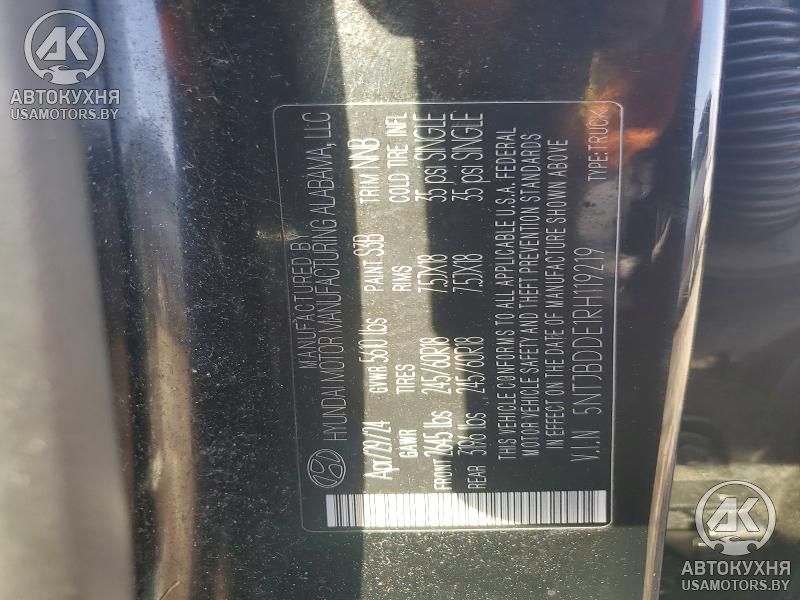 АВТОКУХНЯ
USAMOTORS.BY
MANUFACTURED BY
HYUNDAI MOTOR MANUFACTURING ALABAMA, LLC
Apr/29/24 GVWR 5610 lbs PAINT S3B TRIM NNB
GAWR TIRES RIMS COLD TIRE INFL
FRONT 2645 lbs 245/60R18 7.5JX18 35 psi SINGLE
REAR 3196 lbs 245/60R18 7.5JX18 35 psi SINGLE
THIS VEHICLE CONFORMS TO ALL APPLICABLE U.S.A. FEDERAL
MOTOR VEHICLE SAFETY AND THEFT PREVENTION STANDARDS
IN EFFECT ON THE DATE OF MANUFACTURE SHOWN ABOVE
V.I.N 5NTJBDDE1RH119219 TYPE:TRUCK
АВТОКУХНЯ
USAMOTORS.BY